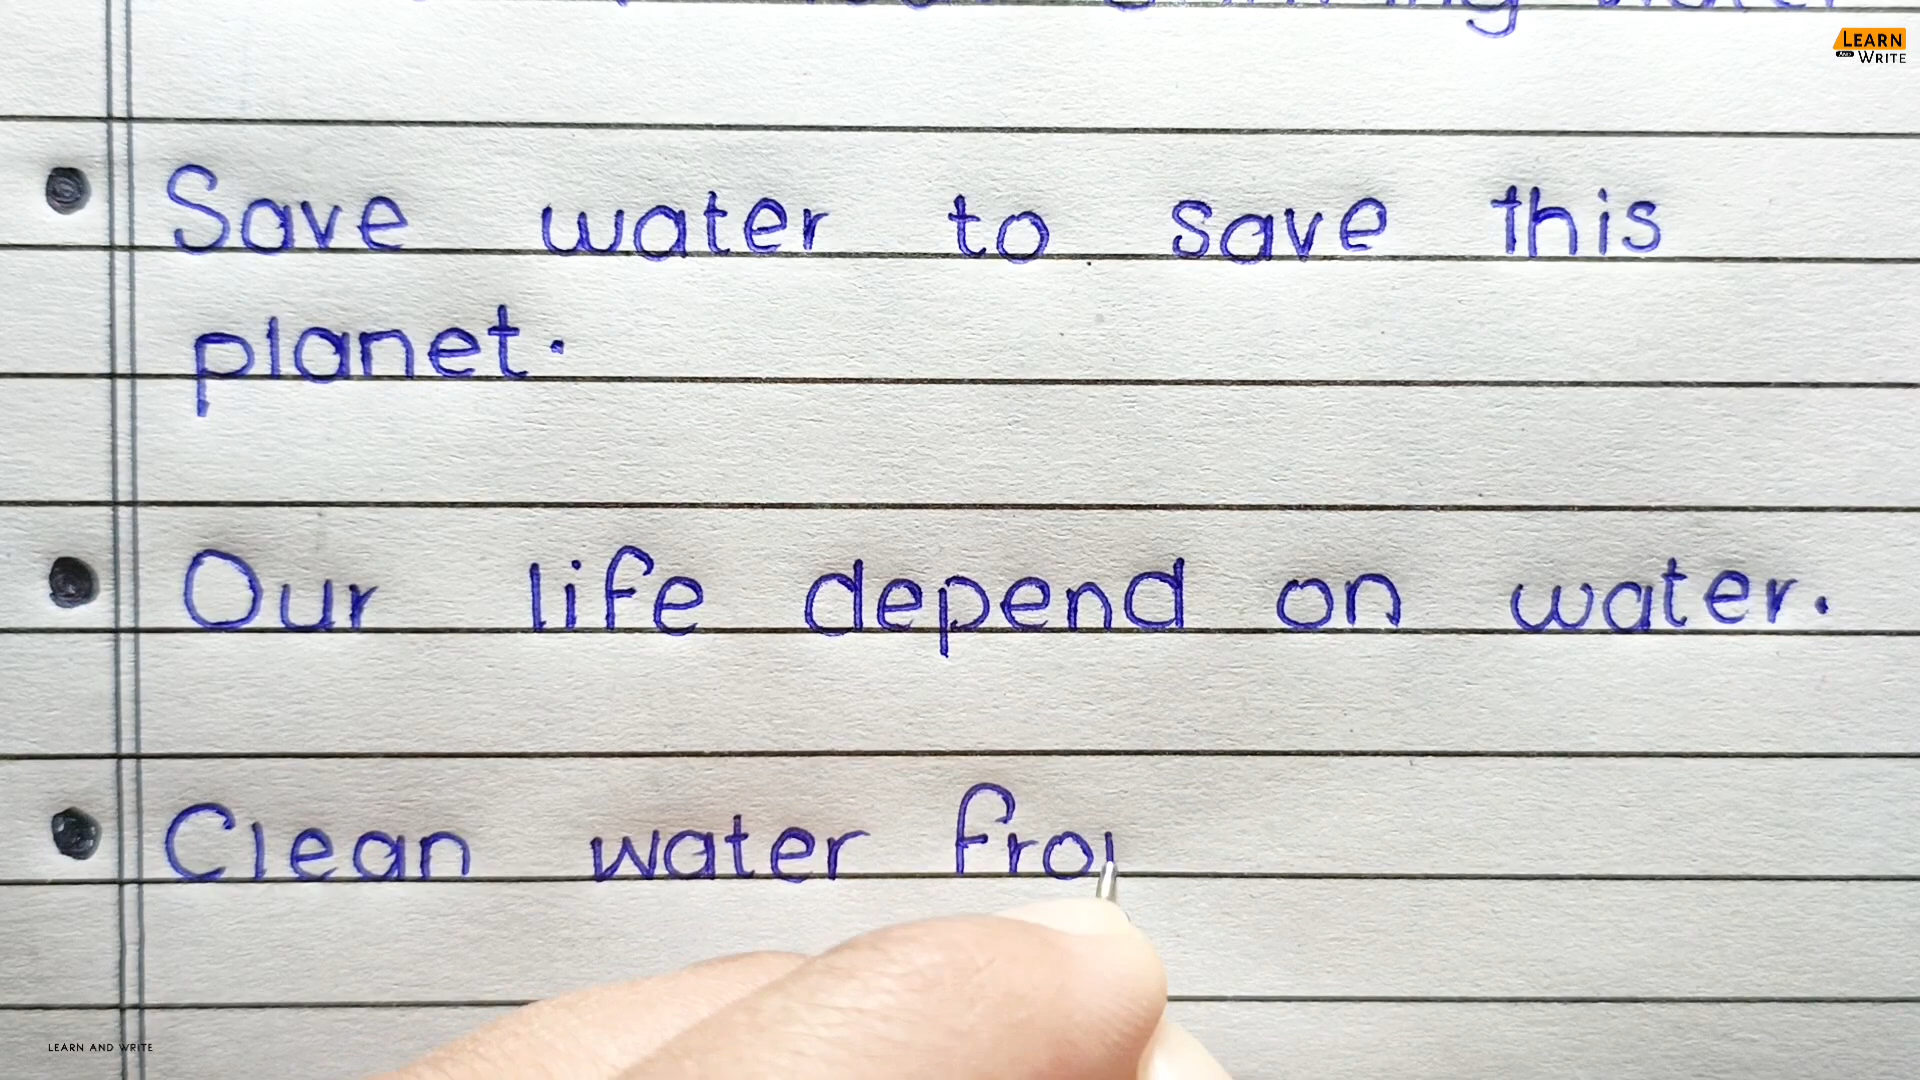 LEARN
AND WRITE
Save water to save this
planet.
Our life depend on water.
Clean water fro
LEARN AND WRITE